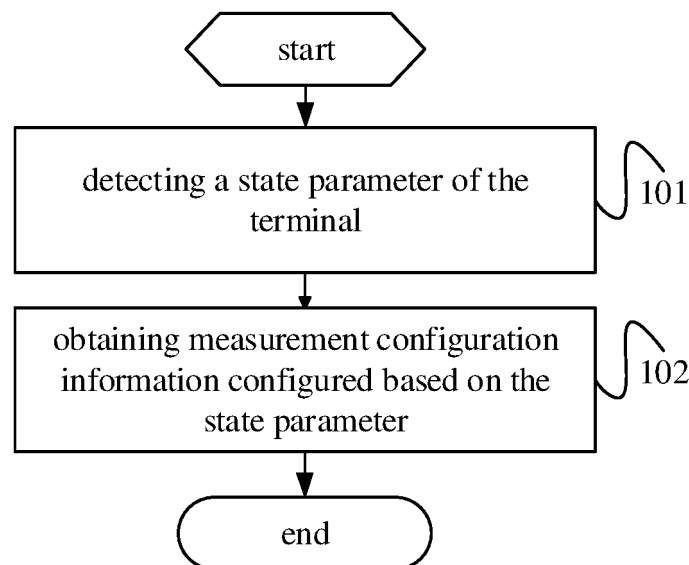 start
detecting a state parameter of the
terminal
101
obtaining measurement configuration
information configured based on the
state parameter
102
end